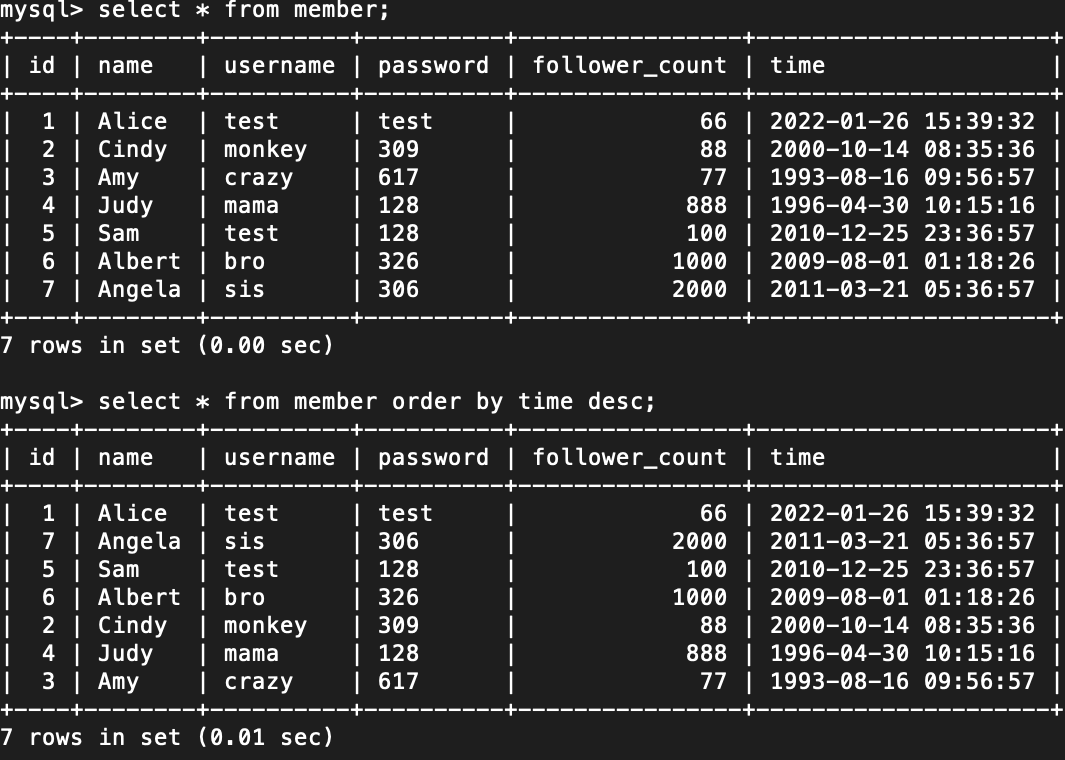 mysql> select * from member;
+----+--------+----------+----------+----------------+---------------------+
| id | name   | username | password | follower_count | time                |
+----+--------+----------+----------+----------------+---------------------+
|  1 | Alice  | test     | test     |             66 | 2022-01-26 15:39:32 |
|  2 | Cindy  | monkey   | 309      |             88 | 2000-10-14 08:35:36 |
|  3 | Amy    | crazy    | 617      |             77 | 1993-08-16 09:56:57 |
|  4 | Judy   | mama     | 128      |            888 | 1996-04-30 10:15:16 |
|  5 | Sam    | test     | 128      |            100 | 2010-12-25 23:36:57 |
|  6 | Albert | bro      | 326      |           1000 | 2009-08-01 01:18:26 |
|  7 | Angela | sis      | 306      |           2000 | 2011-03-21 05:36:57 |
+----+--------+----------+----------+----------------+---------------------+
7 rows in set (0.00 sec)

mysql> select * from member order by time desc;
+----+--------+----------+----------+----------------+---------------------+
| id | name   | username | password | follower_count | time                |
+----+--------+----------+----------+----------------+---------------------+
|  1 | Alice  | test     | test     |             66 | 2022-01-26 15:39:32 |
|  7 | Angela | sis      | 306      |           2000 | 2011-03-21 05:36:57 |
|  5 | Sam    | test     | 128      |            100 | 2010-12-25 23:36:57 |
|  6 | Albert | bro      | 326      |           1000 | 2009-08-01 01:18:26 |
|  2 | Cindy  | monkey   | 309      |             88 | 2000-10-14 08:35:36 |
|  4 | Judy   | mama     | 128      |            888 | 1996-04-30 10:15:16 |
|  3 | Amy    | crazy    | 617      |             77 | 1993-08-16 09:56:57 |
+----+--------+----------+----------+----------------+---------------------+
7 rows in set (0.01 sec)